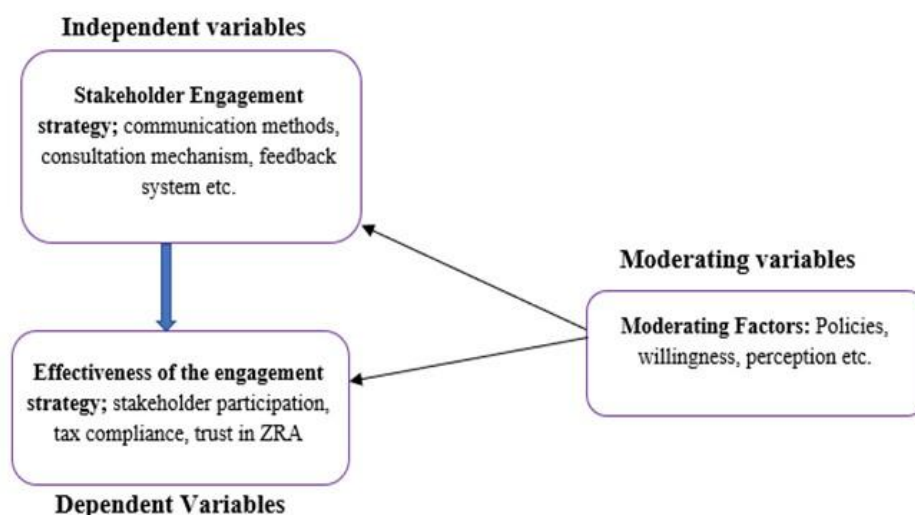 Independent variables
Stakeholder Engagement
strategy; communication methods,
consultation mechanism, feedback
system etc.
Moderating variables
Moderating Factors: Policies,
willingness, perception etc.
Effectiveness of the engagement
strategy; stakeholder participation,
tax compliance, trust in ZRA
Dependent Variables